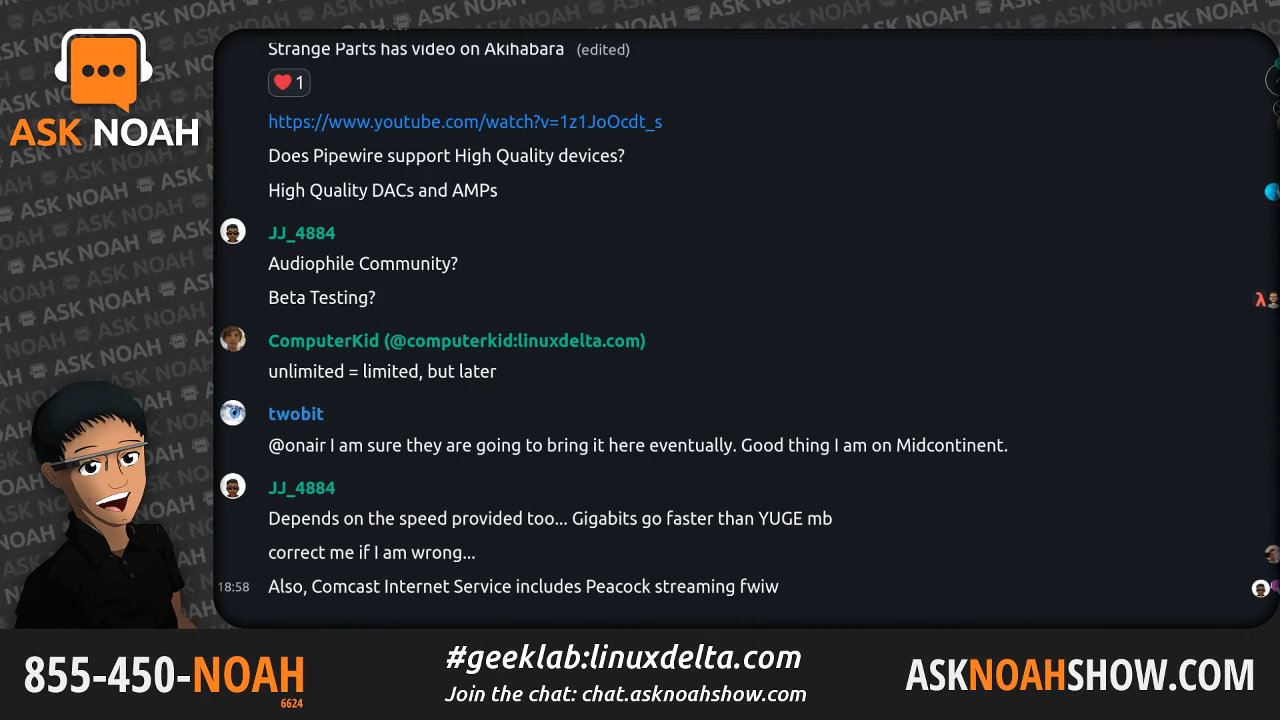 ASK NOAH
Strange Parts has video on Akihabara (edited)
1
https://www.youtube.com/watch?v=1z1JoOcdt_s
Does Pipewire support High Quality devices?
High Quality DACs and AMPs
JJ_4884
Audiophile Community?
Beta Testing?
λ
ComputerKid (@computerkid:linuxdelta.com)
unlimited = limited, but later
twobit
@onair I am sure they are going to bring it here eventually. Good thing I am on Midcontinent.
JJ_4884
Depends on the speed provided too... Gigabits go faster than YUGE mb
correct me if I am wrong...
18:58 Also, Comcast Internet Service includes Peacock streaming fwiw
855-450-NOAH
6624
#geeklab:linuxdelta.com
Join the chat: chat.asknoahshow.com
ASKNOAHSHOW.COM